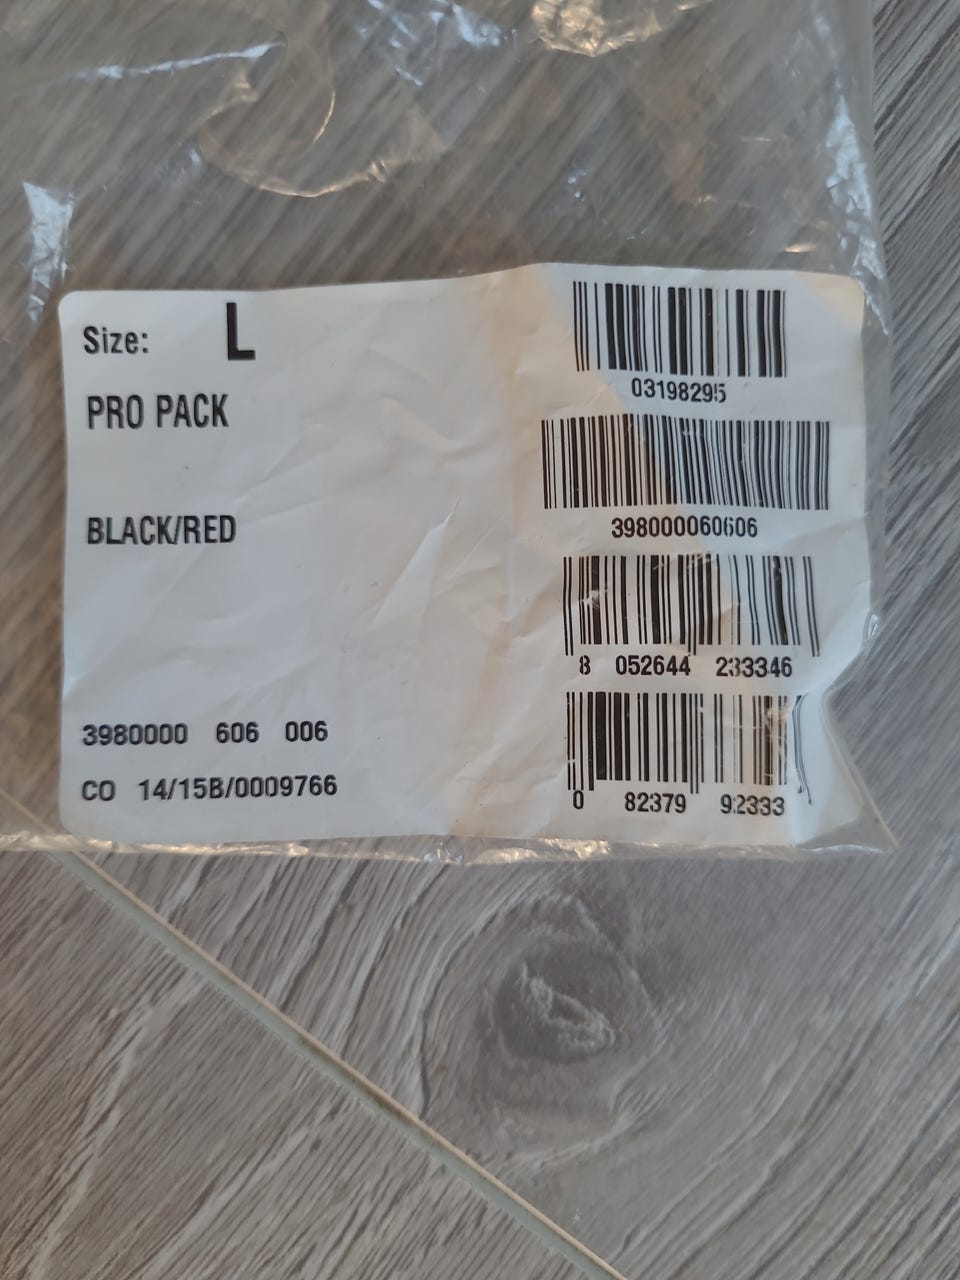 Size: L
PRO PACK
BLACK/RED
3980000 606 006
CO 14/15B/0009766
03198295
398000060606
8 052644 233346
0 82379 92333